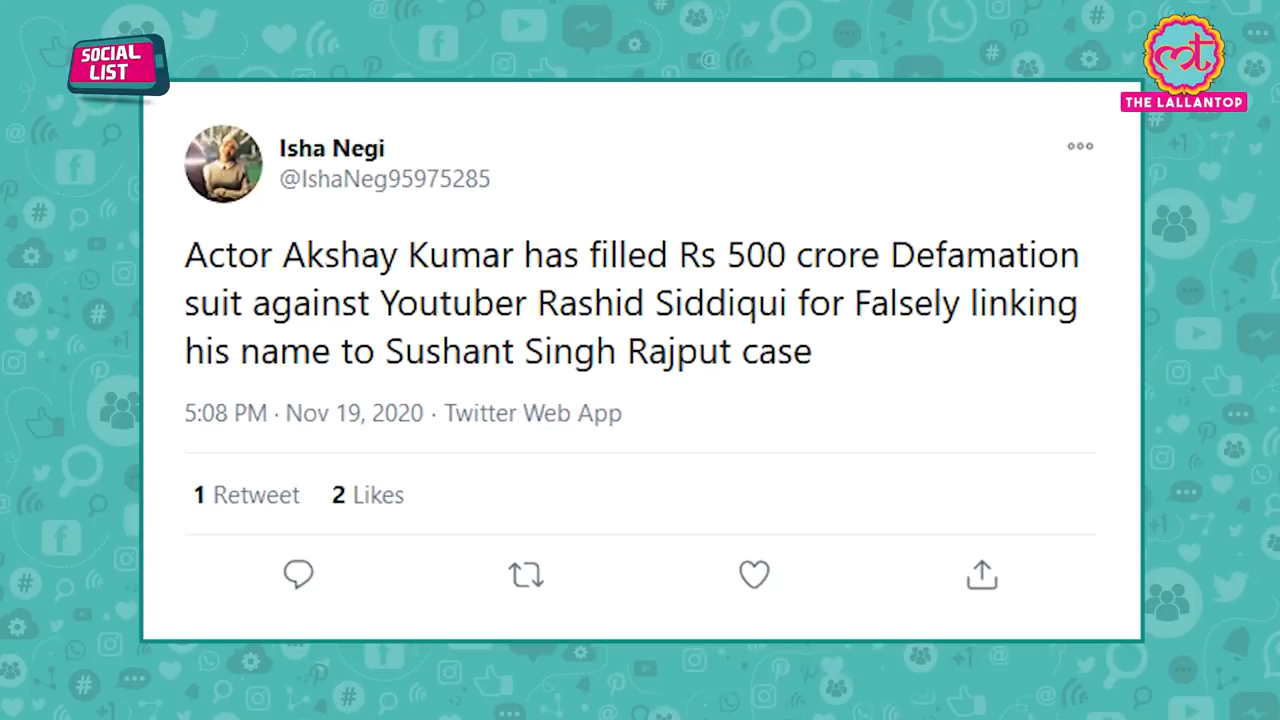 SOCIAL
LIST
THE LALLANTOP
Isha Negi
@IshaNeg95975285
Actor Akshay Kumar has filled Rs 500 crore Defamation
suit against Youtuber Rashid Siddiqui for Falsely linking
his name to Sushant Singh Rajput case
5:08 PM · Nov 19, 2020 · Twitter Web App
1 Retweet 2 Likes